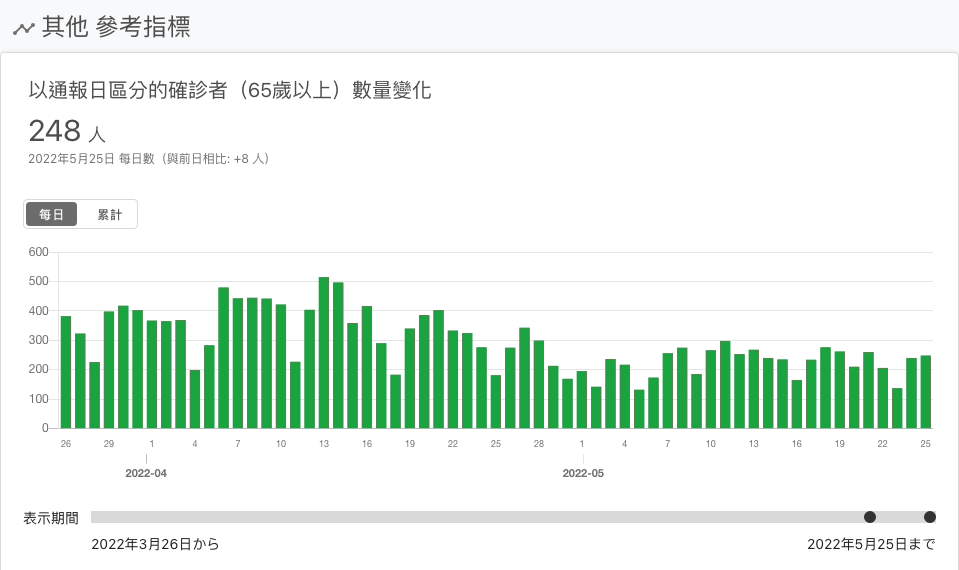 其他 參考指標
以通報日區分的確診者（65歲以上）數量變化
248 人
2022年5月25日 每日數（與前日相比: +8 人）
每日 累計
600
500
400
300
200
100
0
26 29 1 4 7 10 13 16 19 22 25 28 1 4 7 10 13 16 19 22 25
2022-04 2022-05
表示期間
2022年3月26日から 2022年5月25日まで